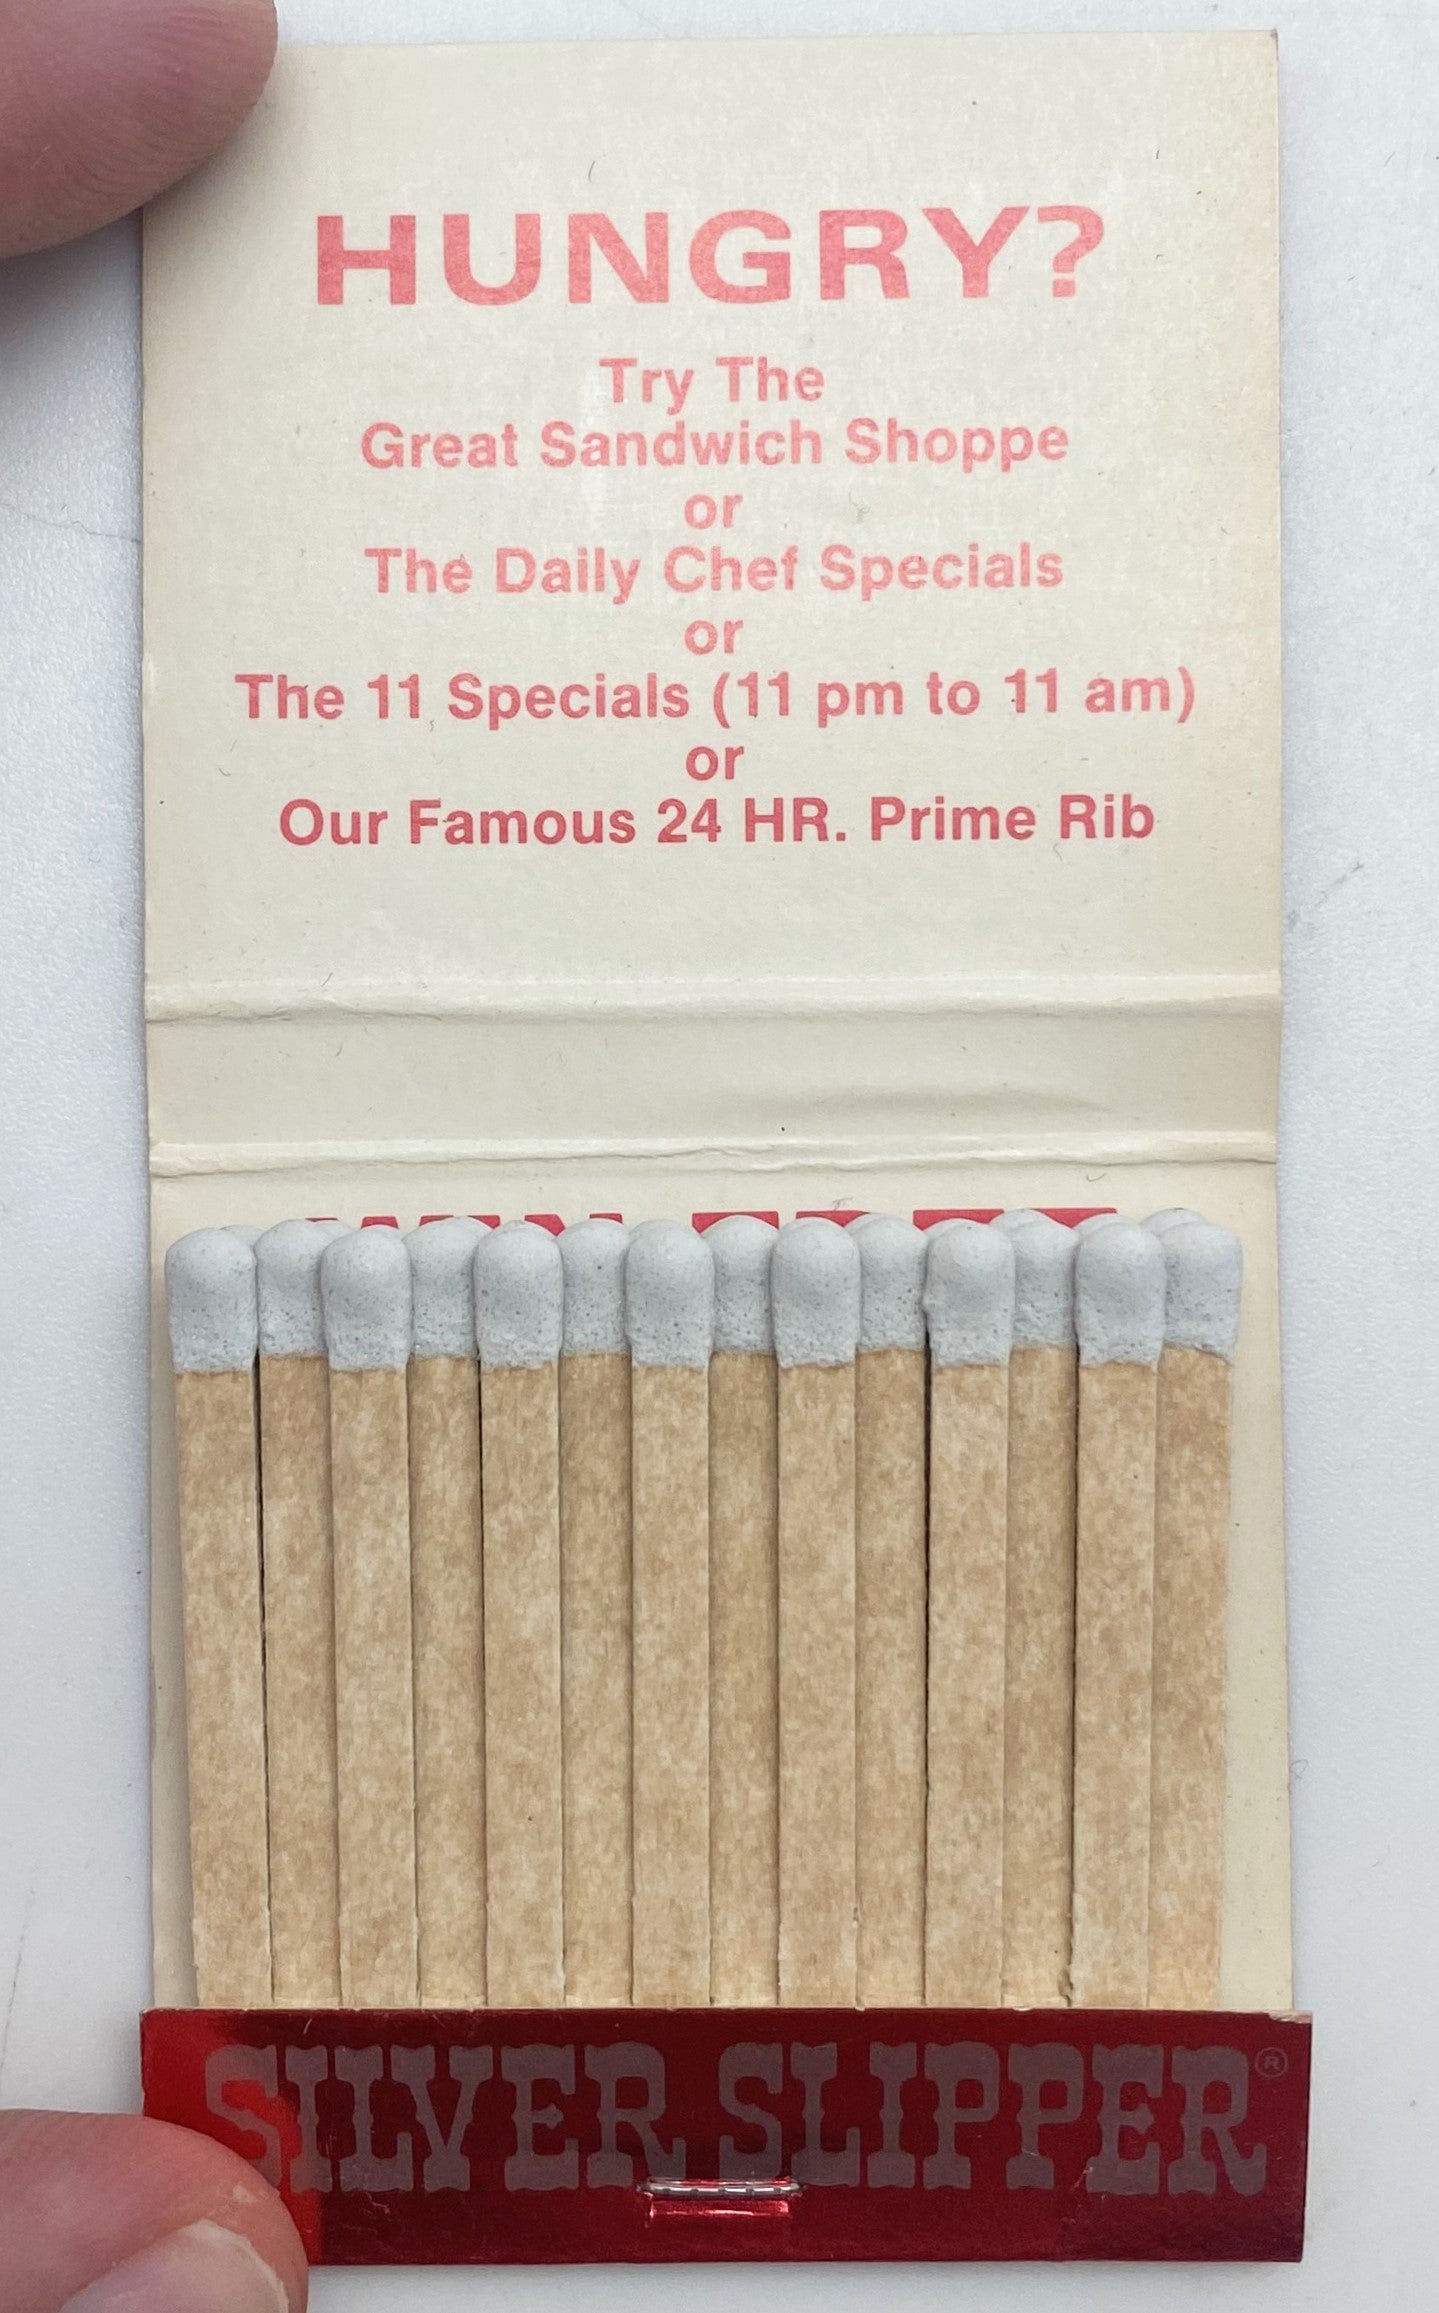 HUNGRY?
Try The
Great Sandwich Shoppe
or
The Daily Chef Specials
or
The 11 Specials (11 pm to 11 am)
or
Our Famous 24 HR. Prime Rib
SILVER SLIPPER®